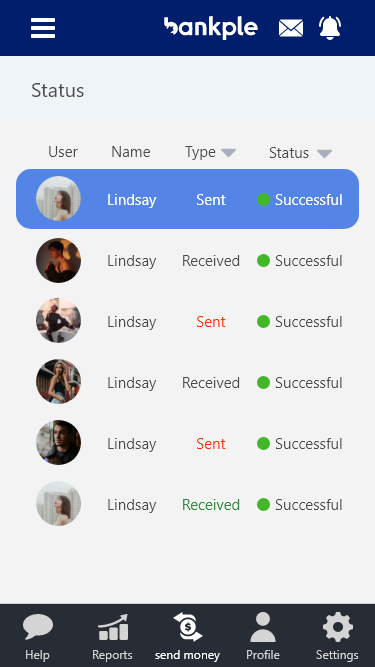 bankple
Status
User Name Type Status
Lindsay Sent Successful
Lindsay Received Successful
Lindsay Sent Successful
Lindsay Received Successful
Lindsay Sent Successful
Lindsay Received Successful
Help Reports send money Profile Settings